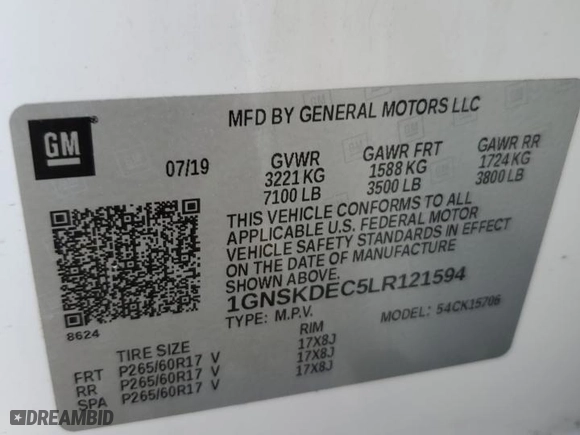 MFD BY GENERAL MOTORS LLC
GM
07/19 GVWR GAWR FRT GAWR RR
3221 KG 1588 KG 1724 KG
7100 LB 3500 LB 3800 LB
THIS VEHICLE CONFORMS TO ALL
APPLICABLE U.S. FEDERAL MOTOR
VEHICLE SAFETY STANDARDS IN EFFECT
ON THE DATE OF MANUFACTURE
SHOWN ABOVE.
1GNSKDEC5LR121594
TYPE: M.P.V. MODEL: 54CK15706
8624
TIRE SIZE RIM
FRT P265/60R17 V 17X8J
RR P265/60R17 V 17X8J
SPA P265/60R17 V 17X8J
DREAMBID